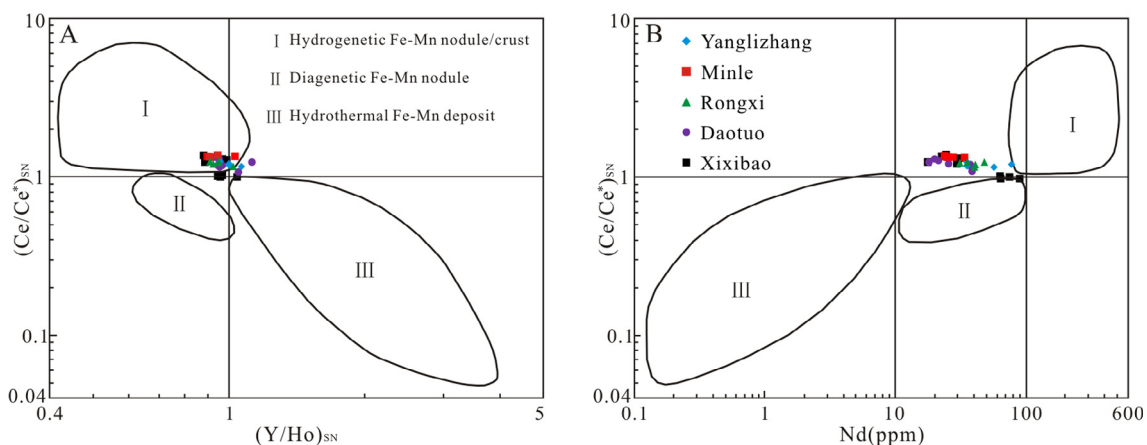 A
10
1
0.1
0.04
(Ce/Ce*)SN
0.4
1
5
(Y/Ho)SN
I Hydrogenetic Fe-Mn nodule/crust
II Diagenetic Fe-Mn nodule
III Hydrothermal Fe-Mn deposit
I
II
III
B
10
1
0.1
0.04
(Ce/Ce*)SN
0.1
1
10
100
600
Nd(ppm)
Yanglizhang
Minle
Rongxi
Daotuo
Xixibao
I
II
III